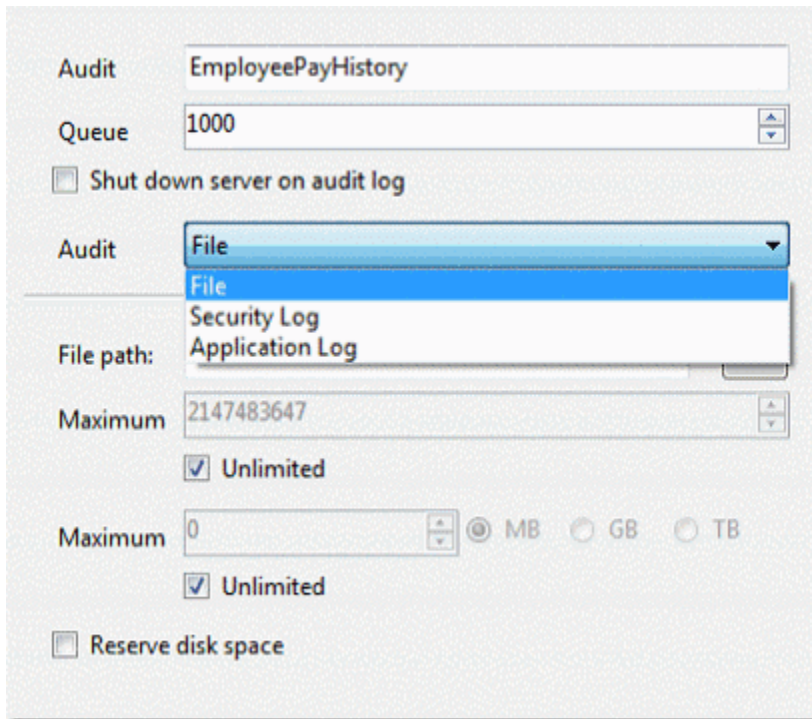 Audit EmployeePayHistory
Queue 1000
Shut down server on audit log
Audit File
File
Security Log
Application Log
File path:
Maximum 2147483647
Unlimited
Maximum 0 MB GB TB
Unlimited
Reserve disk space